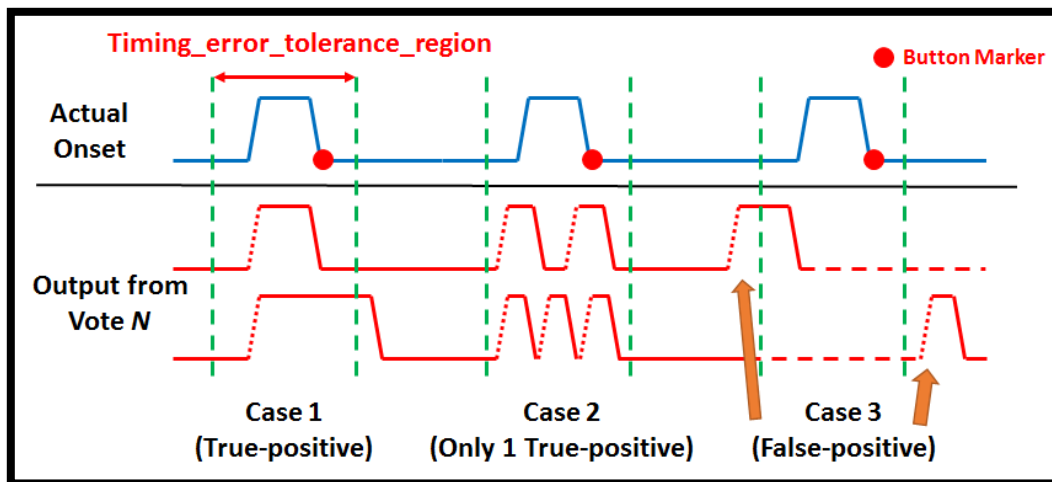 Timing_error_tolerance_region
Button Marker
Actual
Onset
Output from
Vote N
Case 1
(True-positive)
Case 2
(Only 1 True-positive)
Case 3
(False-positive)